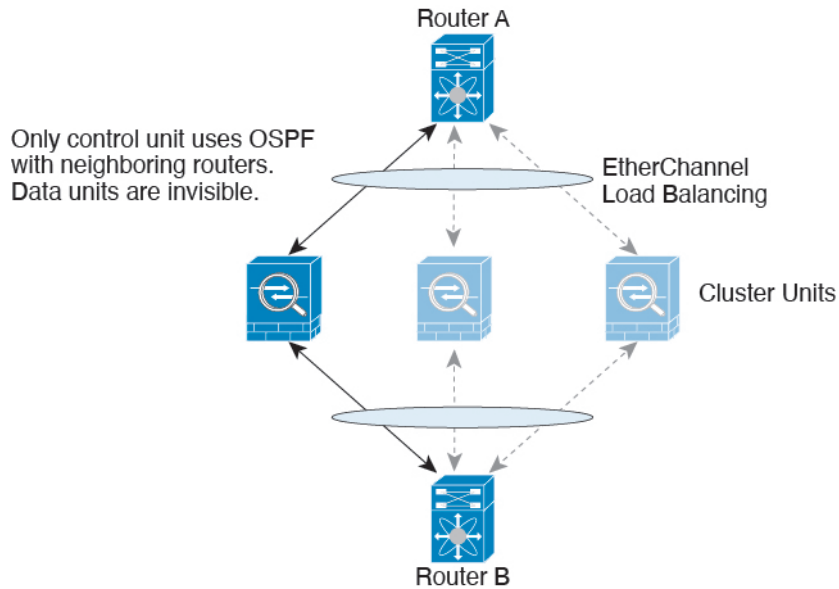 Router A
Only control unit uses OSPF
with neighboring routers.
Data units are invisible.
EtherChannel
Load Balancing
Cluster Units
Router B